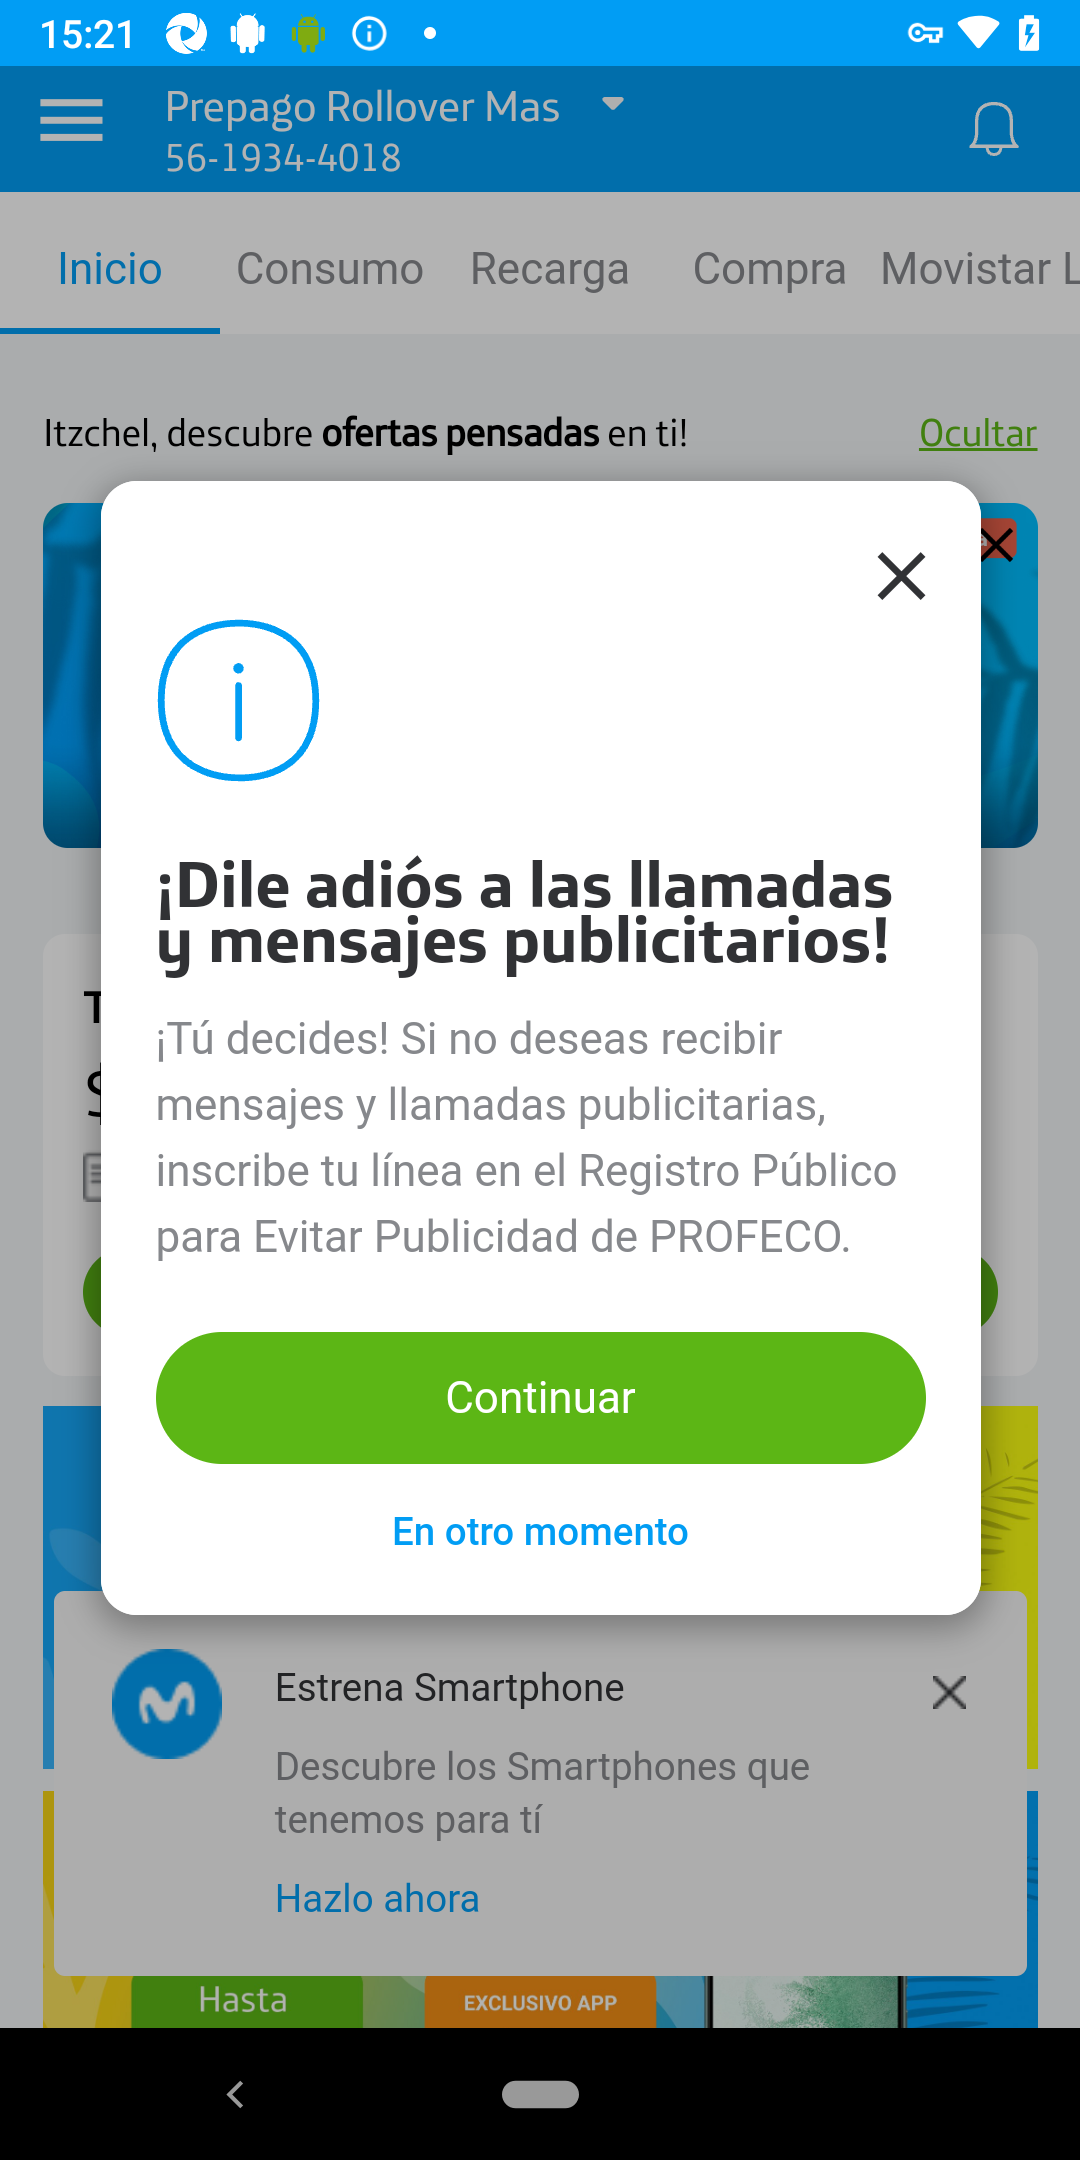 15:21
Prepago Rollover Mas
56-1934-4018
Inicio Consumo Recarga Compra Movistar L
Itzchel, descubre ofertas pensadas en ti! Ocultar
¡Dile adiós a las llamadas
y mensajes publicitarios!
¡Tú decides! Si no deseas recibir
mensajes y llamadas publicitarias,
inscribe tu línea en el Registro Público
para Evitar Publicidad de PROFECO.
T
$
Continuar
En otro momento
Estrena Smartphone
Descubre los Smartphones que
tenemos para tí
Hazlo ahora
Hasta
EXCLUSIVO APP